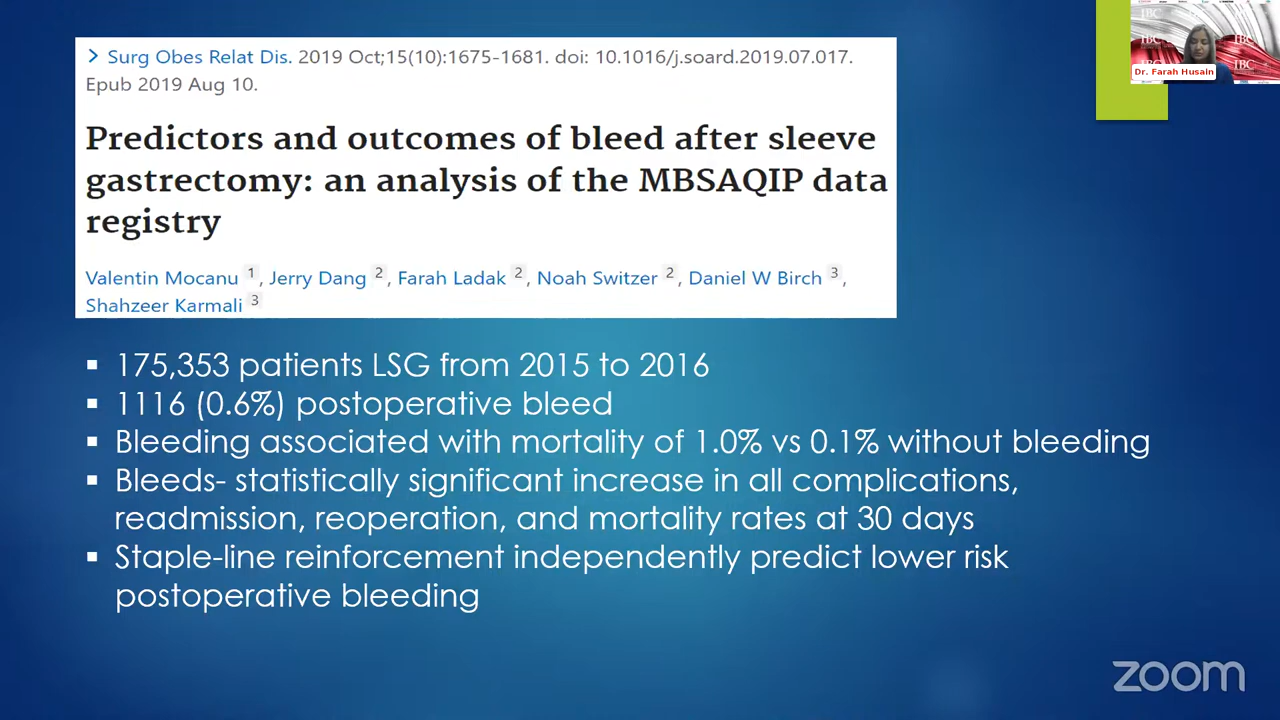 > Surg Obes Relat Dis. 2019 Oct;15(10):1675-1681. doi: 10.1016/j.soard.2019.07.017.
Epub 2019 Aug 10.
Predictors and outcomes of bleed after sleeve
gastrectomy: an analysis of the MBSAQIP data
registry
Valentin Mocanu 1, Jerry Dang 2, Farah Ladak 2, Noah Switzer 2, Daniel W Birch 3,
Shahzeer Karmali 3
▪ 175,353 patients LSG from 2015 to 2016
▪ 1116 (0.6%) postoperative bleed
▪ Bleeding associated with mortality of 1.0% vs 0.1% without bleeding
▪ Bleeds- statistically significant increase in all complications,
readmission, reoperation, and mortality rates at 30 days
▪ Staple-line reinforcement independently predict lower risk
postoperative bleeding
IBC
IBC
IBC
IBC
Dr. Farah Husain
zoom